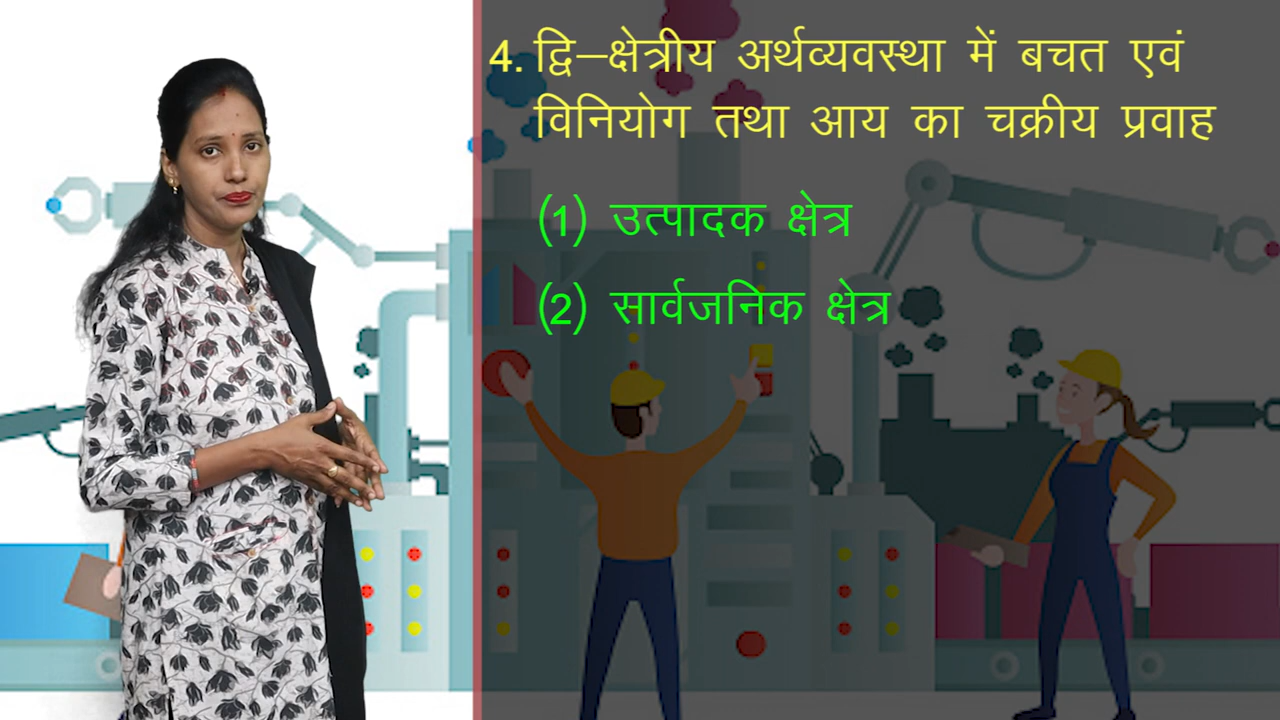 4. द्वि–क्षेत्रीय अर्थव्यवस्था में बचत एवं
विनियोग तथा आय का चक्रीय प्रवाह
(1) उत्पादक क्षेत्र
(2) सार्वजनिक क्षेत्र